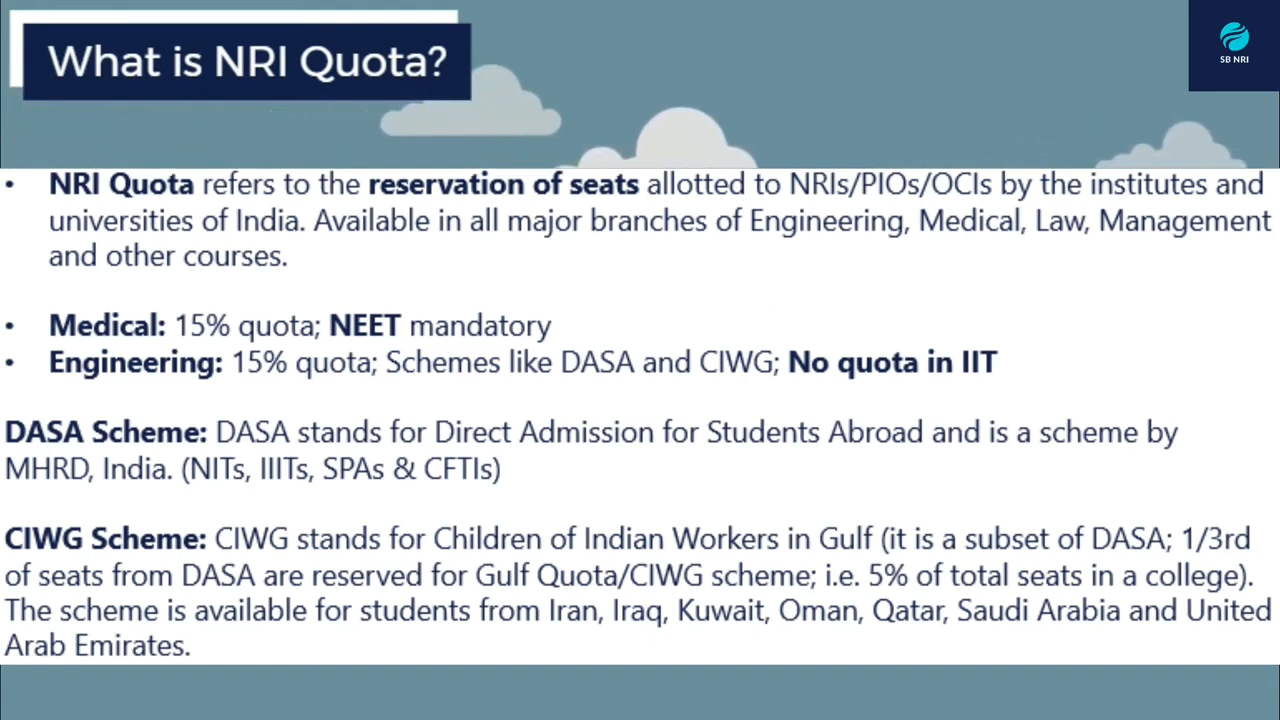 What is NRI Quota?
SB NRI
• NRI Quota refers to the reservation of seats allotted to NRIs/PIOs/OCIs by the institutes and
universities of India. Available in all major branches of Engineering, Medical, Law, Management
and other courses.
• Medical: 15% quota; NEET mandatory
• Engineering: 15% quota; Schemes like DASA and CIWG; No quota in IIT
DASA Scheme: DASA stands for Direct Admission for Students Abroad and is a scheme by
MHRD, India. (NITs, IIITs, SPAs & CFTIs)
CIWG Scheme: CIWG stands for Children of Indian Workers in Gulf (it is a subset of DASA; 1/3rd
of seats from DASA are reserved for Gulf Quota/CIWG scheme; i.e. 5% of total seats in a college).
The scheme is available for students from Iran, Iraq, Kuwait, Oman, Qatar, Saudi Arabia and United
Arab Emirates.